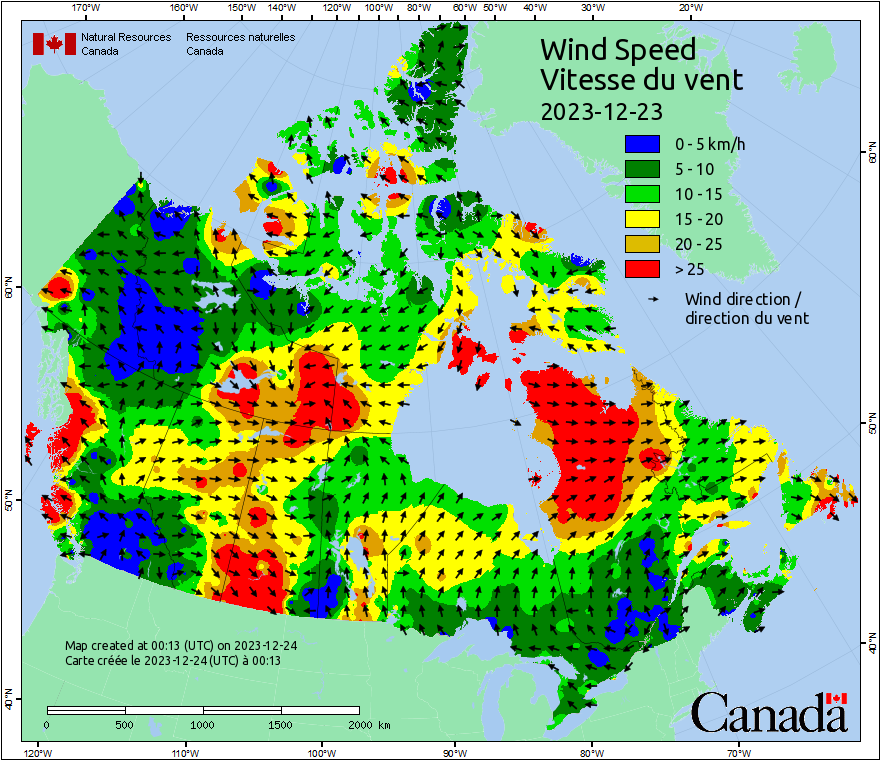 170°W 160°W 150°W 140°W 120°W 100°W 80°W 60°W 50°W 40°W 30°W 20°W
Natural Resources Ressources naturelles
Canada Canada
Wind Speed
Vitesse du vent
2023-12-23
0 - 5 km/h
5 - 10
10 - 15
15 - 20
20 - 25
> 25
Wind direction /
direction du vent
60°N
60°N
50°N
50°N
40°N
40°N
Map created at 00:13 (UTC) on 2023-12-24
Carte créée le 2023-12-24 (UTC) à 00:13
0 500 1000 1500 2000 km
Canada
120°W 110°W 100°W 90°W 80°W 70°W